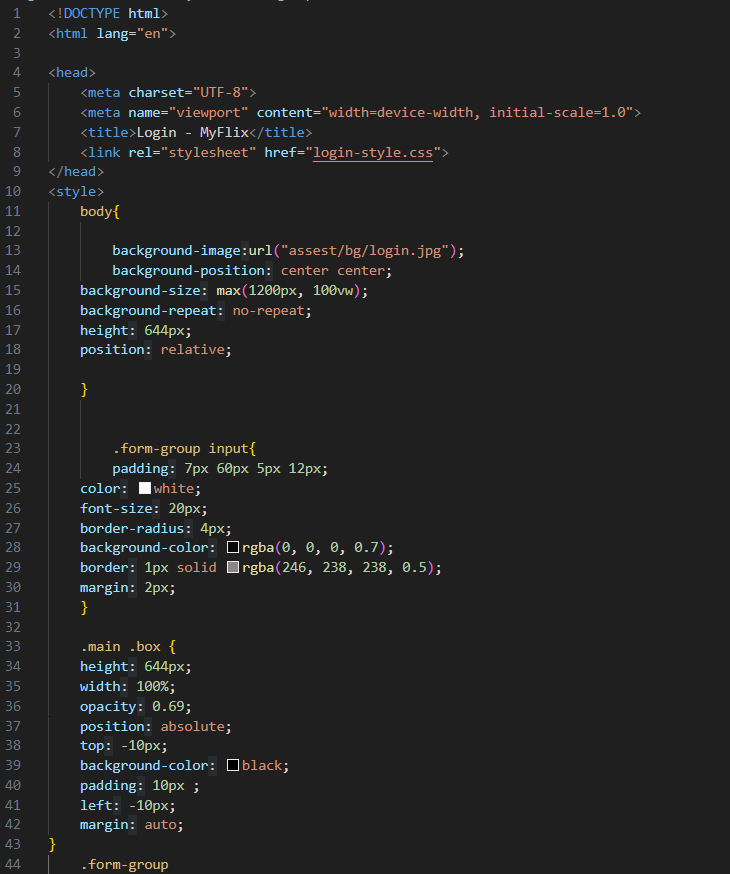 1 <!DOCTYPE html>
2 <html lang="en">
3
4 <head>
5 <meta charset="UTF-8">
6 <meta name="viewport" content="width=device-width, initial-scale=1.0">
7 <title>Login - MyFlix</title>
8 <link rel="stylesheet" href="login-style.css">
9 </head>
10 <style>
11 body{
12
13 background-image:url("assest/bg/login.jpg");
14 background-position: center center;
15 background-size: max(1200px, 100vw);
16 background-repeat: no-repeat;
17 height: 644px;
18 position: relative;
19
20 }
21
22
23 .form-group input{
24 padding: 7px 60px 5px 12px;
25 color: white;
26 font-size: 20px;
27 border-radius: 4px;
28 background-color: rgba(0, 0, 0, 0.7);
29 border: 1px solid rgba(246, 238, 238, 0.5);
30 margin: 2px;
31 }
32
33 .main .box {
34 height: 644px;
35 width: 100%;
36 opacity: 0.69;
37 position: absolute;
38 top: -10px;
39 background-color: black;
40 padding: 10px ;
41 left: -10px;
42 margin: auto;
43 }
44 .form-group